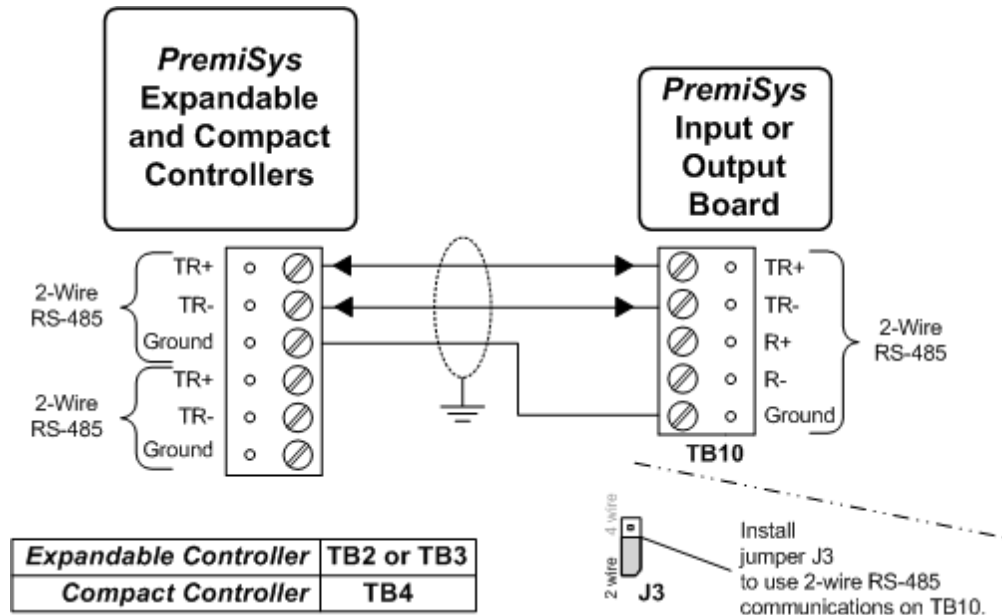 PremiSys
Expandable
and Compact
Controllers
PremiSys
Input or
Output
Board
2-Wire
RS-485
TR+
TR-
Ground
2-Wire
RS-485
TR+
TR-
Ground
TR+
TR-
R+
R-
Ground
2-Wire
RS-485
TB10
Expandable Controller TB2 or TB3
Compact Controller TB4
4 wire
2 wire
J3
Install
jumper J3
to use 2-wire RS-485
communications on TB10.